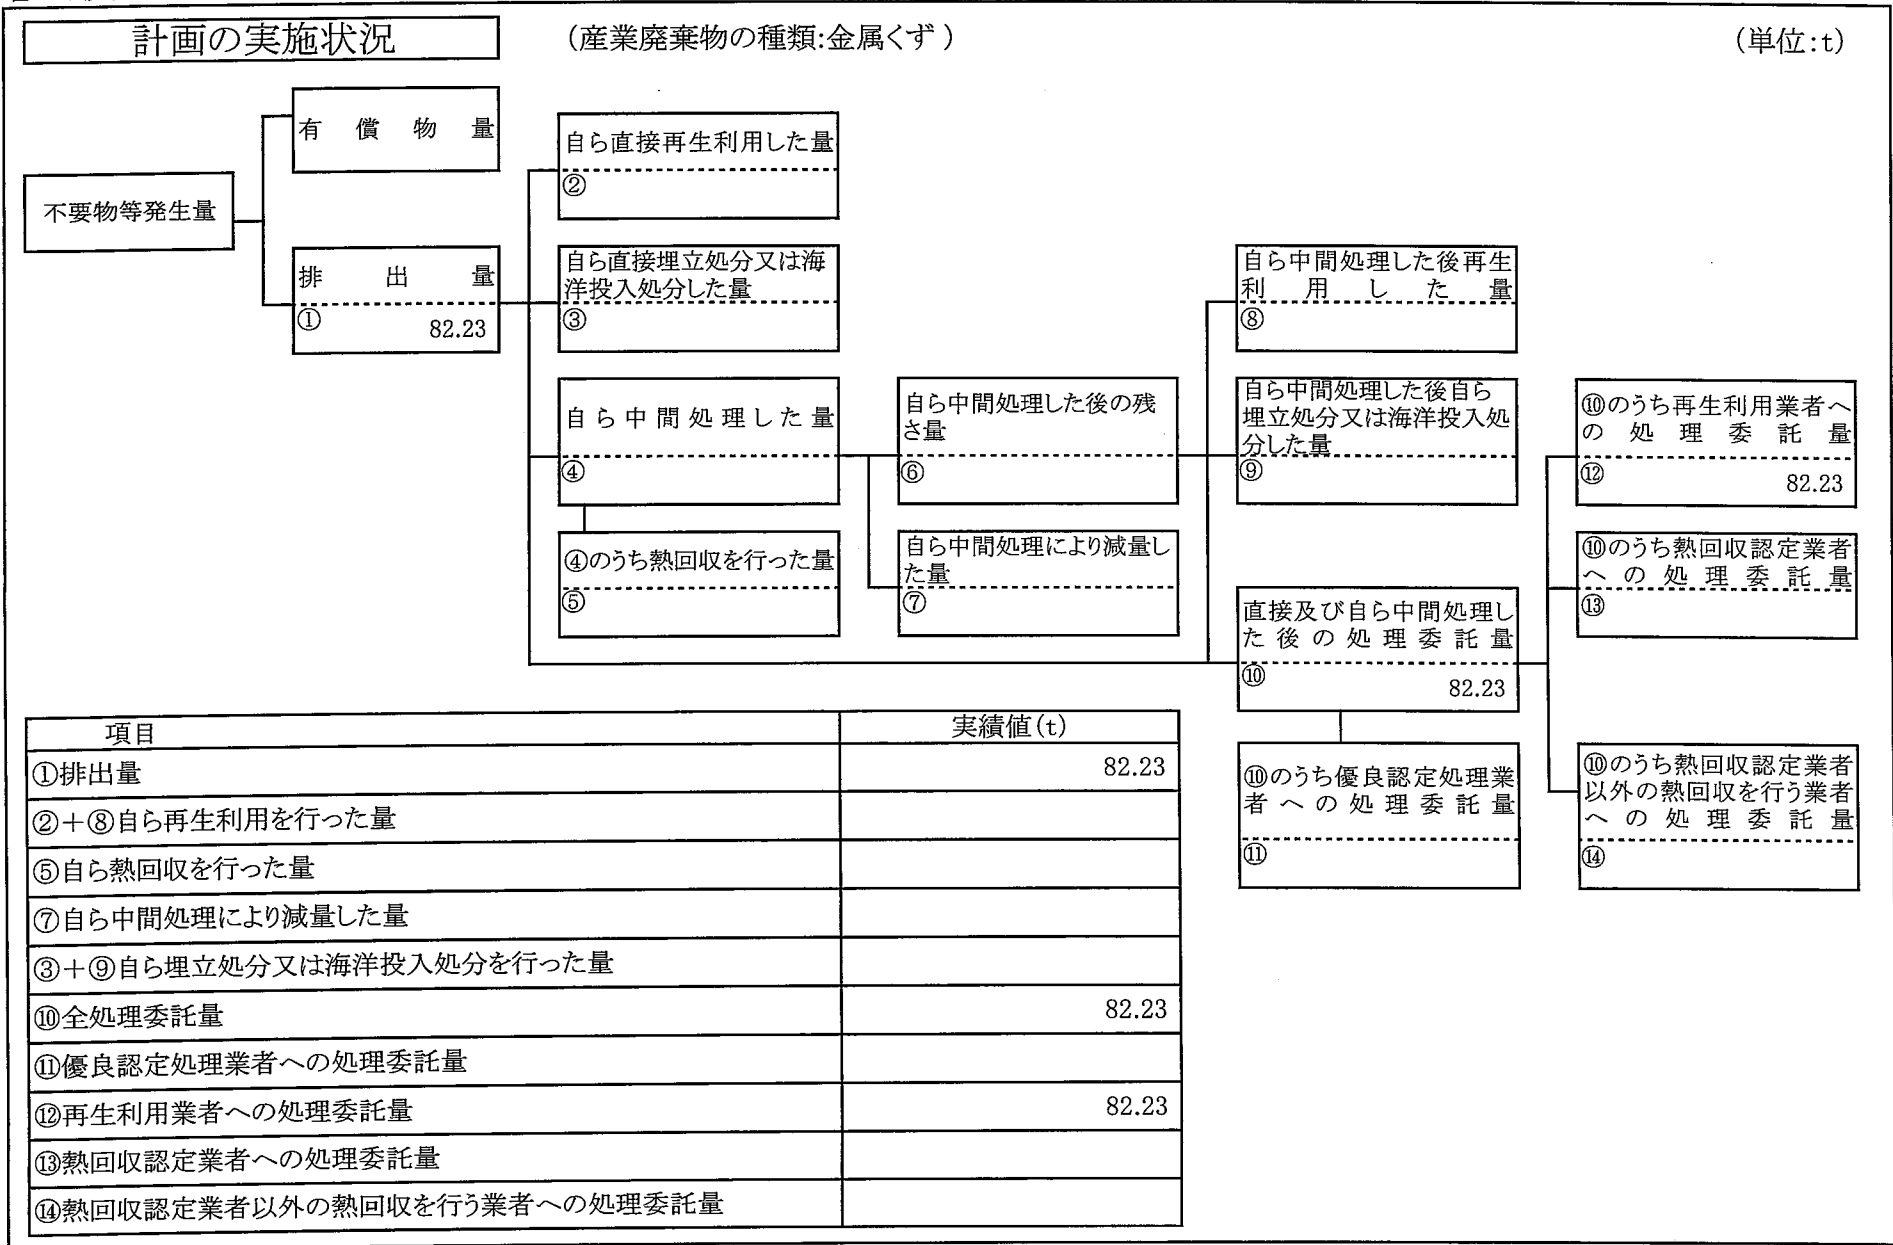 計画の実施状況
（産業廃棄物の種類:金属くず ）
（単位:t）
有償物量
不要物等発生量
排出量
①
82.23
自ら直接再生利用した量
②
自ら直接埋立処分又は海
洋投入処分した量
③
自ら中間処理した量
④
④のうち熱回収を行った量
⑤
自ら中間処理した後の残
さ量
⑥
自ら中間処理により減量し
た量
⑦
自ら中間処理した後再生
利用した量
⑧
自ら中間処理した後自ら
埋立処分又は海洋投入処
分した量
⑨
直接及び自ら中間処理し
た後の処理委託量
⑩
82.23
⑩のうち優良認定処理業
者への処理委託量
⑪
⑩のうち再生利用業者へ
の処理委託量
⑫
82.23
⑩のうち熱回収認定業者
への処理委託量
⑬
⑩のうち熱回収認定業者
以外の熱回収を行う業者
への処理委託量
⑭
項目 実績値(t)
①排出量 82.23
②＋⑧自ら再生利用を行った量
⑤自ら熱回収を行った量
⑦自ら中間処理により減量した量
③＋⑨自ら埋立処分又は海洋投入処分を行った量
⑩全処理委託量 82.23
⑪優良認定処理業者への処理委託量
⑫再生利用業者への処理委託量 82.23
⑬熱回収認定業者への処理委託量
⑭熱回収認定業者以外の熱回収を行う業者への処理委託量